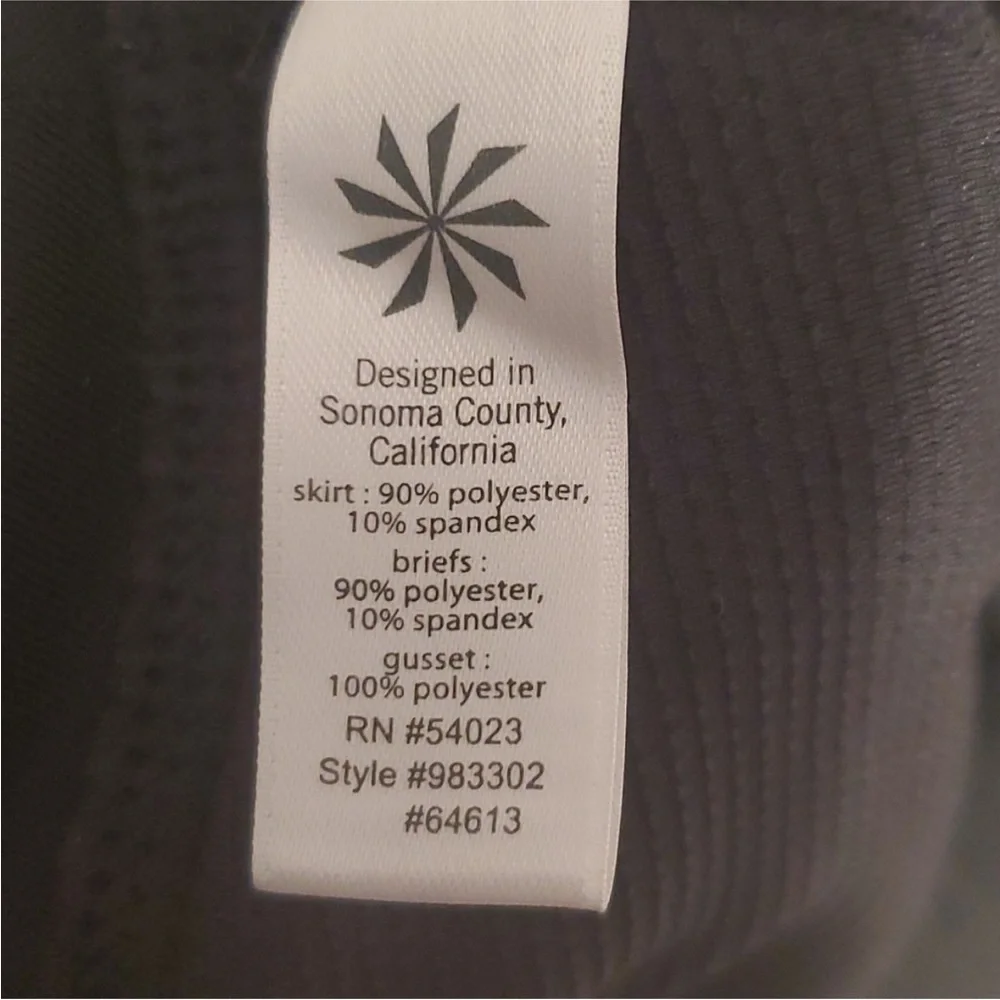 Designed in
Sonoma County,
California
skirt : 90% polyester,
10% spandex
briefs :
90% polyester,
10% spandex
gusset :
100% polyester
RN #54023
Style #983302
#64613